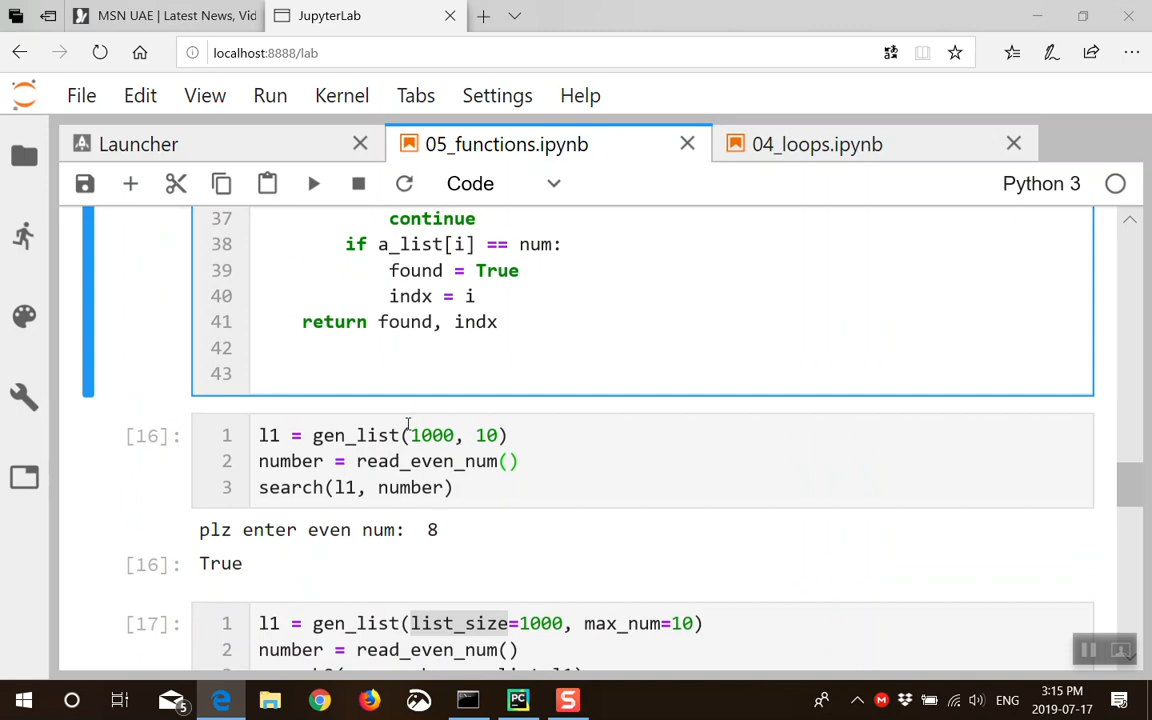 MSN UAE | Latest News, Vid
JupyterLab
localhost:8888/lab
File Edit View Run Kernel Tabs Settings Help
Launcher
05_functions.ipynb
04_loops.ipynb
Code
Python 3
37 continue
38 if a_list[i] == num:
39 found = True
40 indx = i
41 return found, indx
42
43
[16]:
1 l1 = gen_list(1000, 10)
2 number = read_even_num()
3 search(l1, number)
plz enter even num: 8
[16]: True
[17]:
1 l1 = gen_list(list_size=1000, max_num=10)
2 number = read_even_num()
5
PC
S
ENG
3:15 PM
2019-07-17